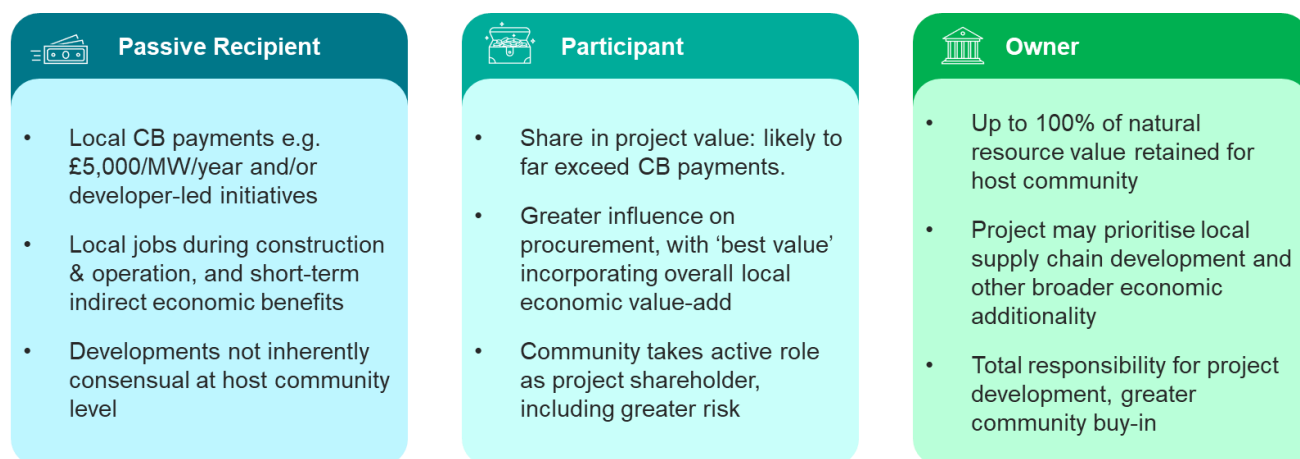 Passive Recipient
• Local CB payments e.g.
£5,000/MW/year and/or
developer-led initiatives
• Local jobs during construction
& operation, and short-term
indirect economic benefits
• Developments not inherently
consensual at host community
level
Participant
• Share in project value: likely to
far exceed CB payments.
• Greater influence on
procurement, with ‘best value’
incorporating overall local
economic value-add
• Community takes active role
as project shareholder,
including greater risk
Owner
• Up to 100% of natural
resource value retained for
host community
• Project may prioritise local
supply chain development and
other broader economic
additionality
• Total responsibility for project
development, greater
community buy-in